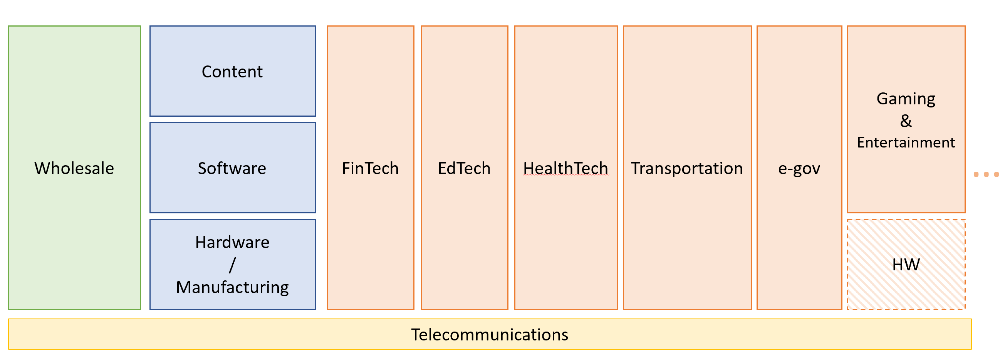 Wholesale
Content
Software
Hardware
/
Manufacturing
FinTech
EdTech
HealthTech
Transportation
e-gov
Gaming
&
Entertainment
HW
...
Telecommunications